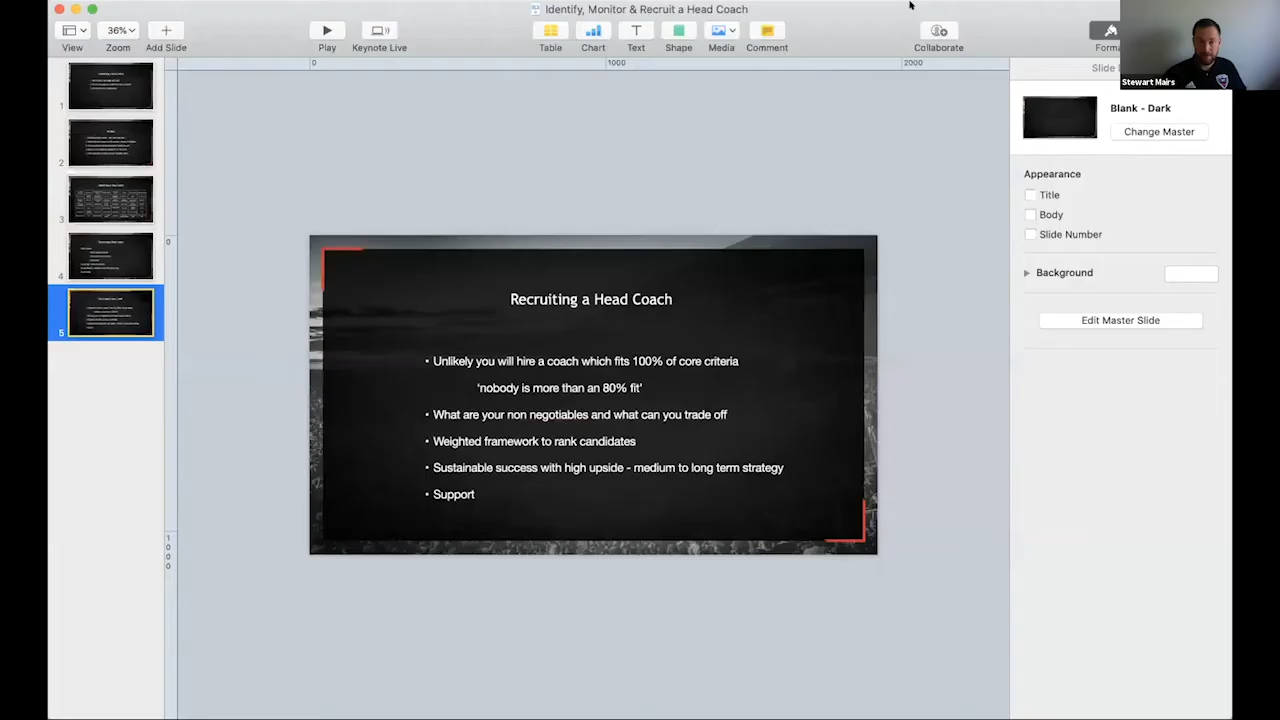 Identify, Monitor & Recruit a Head Coach
36%
View
Zoom
Add Slide
Play
Keynote Live
Table
Chart
Text
Shape
Media
Comment
Collaborate
Forma
Stewart Mairs
Slide
0
1000
2000
1
2
3
4
5
0
1000
Recruiting a Head Coach
• Unlikely you will hire a coach which fits 100% of core criteria
‘nobody is more than an 80% fit’
• What are your non negotiables and what can you trade off
• Weighted framework to rank candidates
• Sustainable success with high upside - medium to long term strategy
• Support
Blank - Dark
Change Master
Appearance
Title
Body
Slide Number
Background
Edit Master Slide